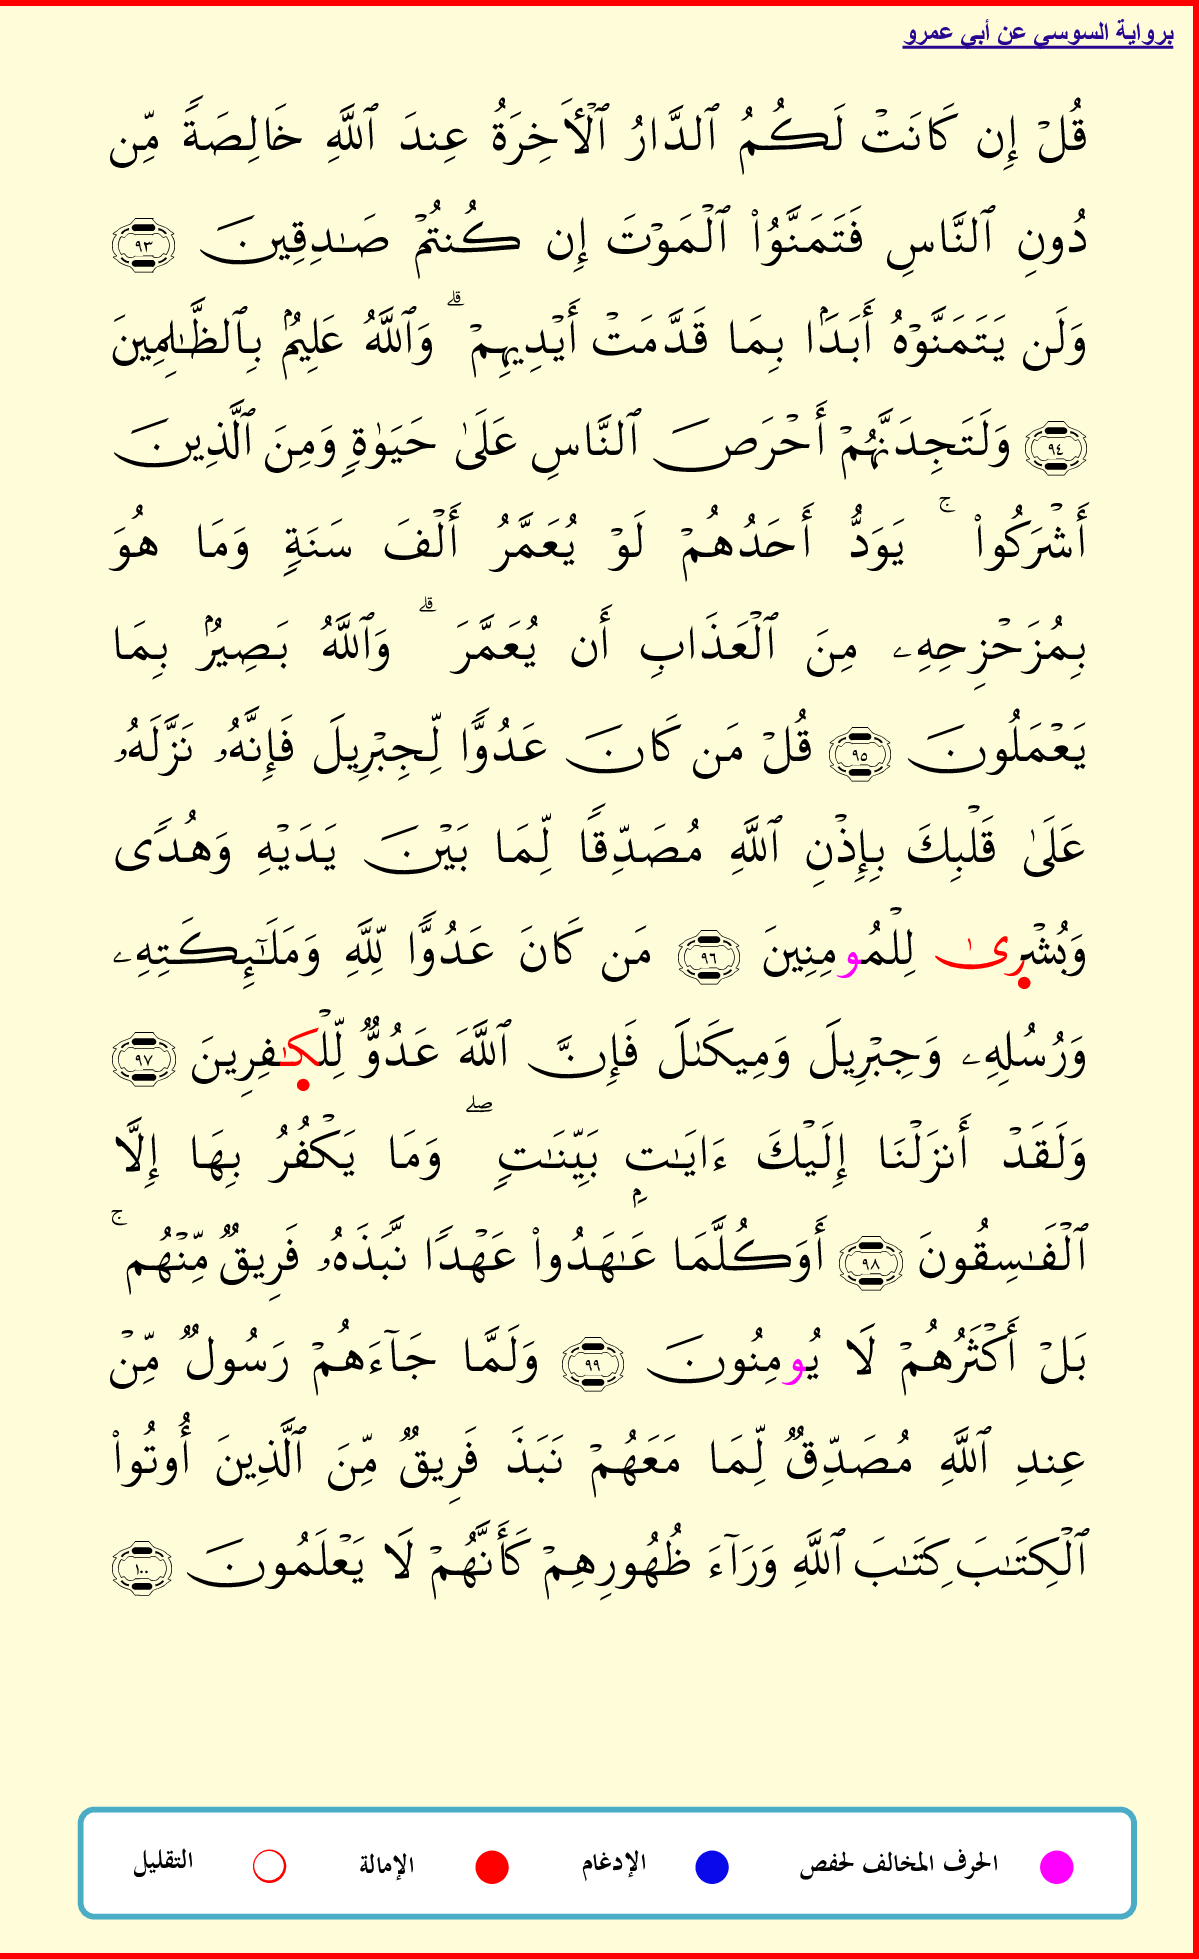 برواية السوسي عن أبي عمرو
قُلۡ إِن كَانَتۡ لَكُمُ ٱلدَّارُ ٱلۡأَخِرَةُ عِندَ ٱللَّهِ خَالِصَةٗ مِّن
دُونِ ٱلنَّاسِ فَتَمَنَّوُاْ ٱلۡمَوۡتَ إِن كُنتُمۡ صَٰدِقِينَ ٩٣
وَلَن يَتَمَنَّوۡهُ أَبَدَۢا بِمَا قَدَّمَتۡ أَيۡدِيهِمۡ ۗ وَٱللَّهُ عَلِيمُۢ بِٱلظَّٰلِمِينَ
٩٤ وَلَتَجِدَنَّهُمۡ أَحۡرَصَ ٱلنَّاسِ عَلَىٰ حَيَوٰةٖ وَمِنَ ٱلَّذِينَ
أَشۡرَكُواْ ۚ يَوَدُّ أَحَدُهُمۡ لَوۡ يُعَمَّرُ أَلۡفَ سَنَةٖ وَمَا هُوَ
بِمُزَحۡزِحِهِۦ مِنَ ٱلۡعَذَابِ أَن يُعَمَّرَ ۗ وَٱللَّهُ بَصِيرُۢ بِمَا
يَعۡمَلُونَ ٩٥ قُلۡ مَن كَانَ عَدُوّٗا لِّجِبۡرِيلَ فَإِنَّهُۥ نَزَّلَهُۥ
عَلَىٰ قَلۡبِكَ بِإِذۡنِ ٱللَّهِ مُصَدِّقٗا لِّمَا بَيۡنَ يَدَيۡهِ وَهُدٗى
وَبُشۡرِىٰ لِلۡمُومِنِينَ ٩٦ مَن كَانَ عَدُوّٗا لِّلَّهِ وَمَلَٰٓئِكَتِهِۦ
وَرُسُلِهِۦ وَجِبۡرِيلَ وَمِيكَىٰلَ فَإِنَّ ٱللَّهَ عَدُوّٞ لِّلۡكَٰفِرِينَ ٩٧
وَلَقَدۡ أَنزَلۡنَا إِلَيۡكَ ءَايَٰتِۭ بَيِّنَٰتٖ ۖ وَمَا يَكۡفُرُ بِهَا إِلَّا
ٱلۡفَٰسِقُونَ ٩٨ أَوَكُلَّمَا عَٰهَدُواْ عَهۡدٗا نَّبَذَهُۥ فَرِيقٞ مِّنۡهُم ۚ
بَلۡ أَكۡثَرُهُمۡ لَا يُومِنُونَ ٩٩ وَلَمَّا جَآءَهُمۡ رَسُولٞ مِّنۡ
عِندِ ٱللَّهِ مُصَدِّقٞ لِّمَا مَعَهُمۡ نَبَذَ فَرِيقٞ مِّنَ ٱلَّذِينَ أُوتُواْ
ٱلۡكِتَٰبَ كِتَٰبَ ٱللَّهِ وَرَآءَ ظُهُورِهِمۡ كَأَنَّهُمۡ لَا يَعۡلَمُونَ ١٠٠
الحرف المخالف لحفص الإدغام الإمالة التقليل